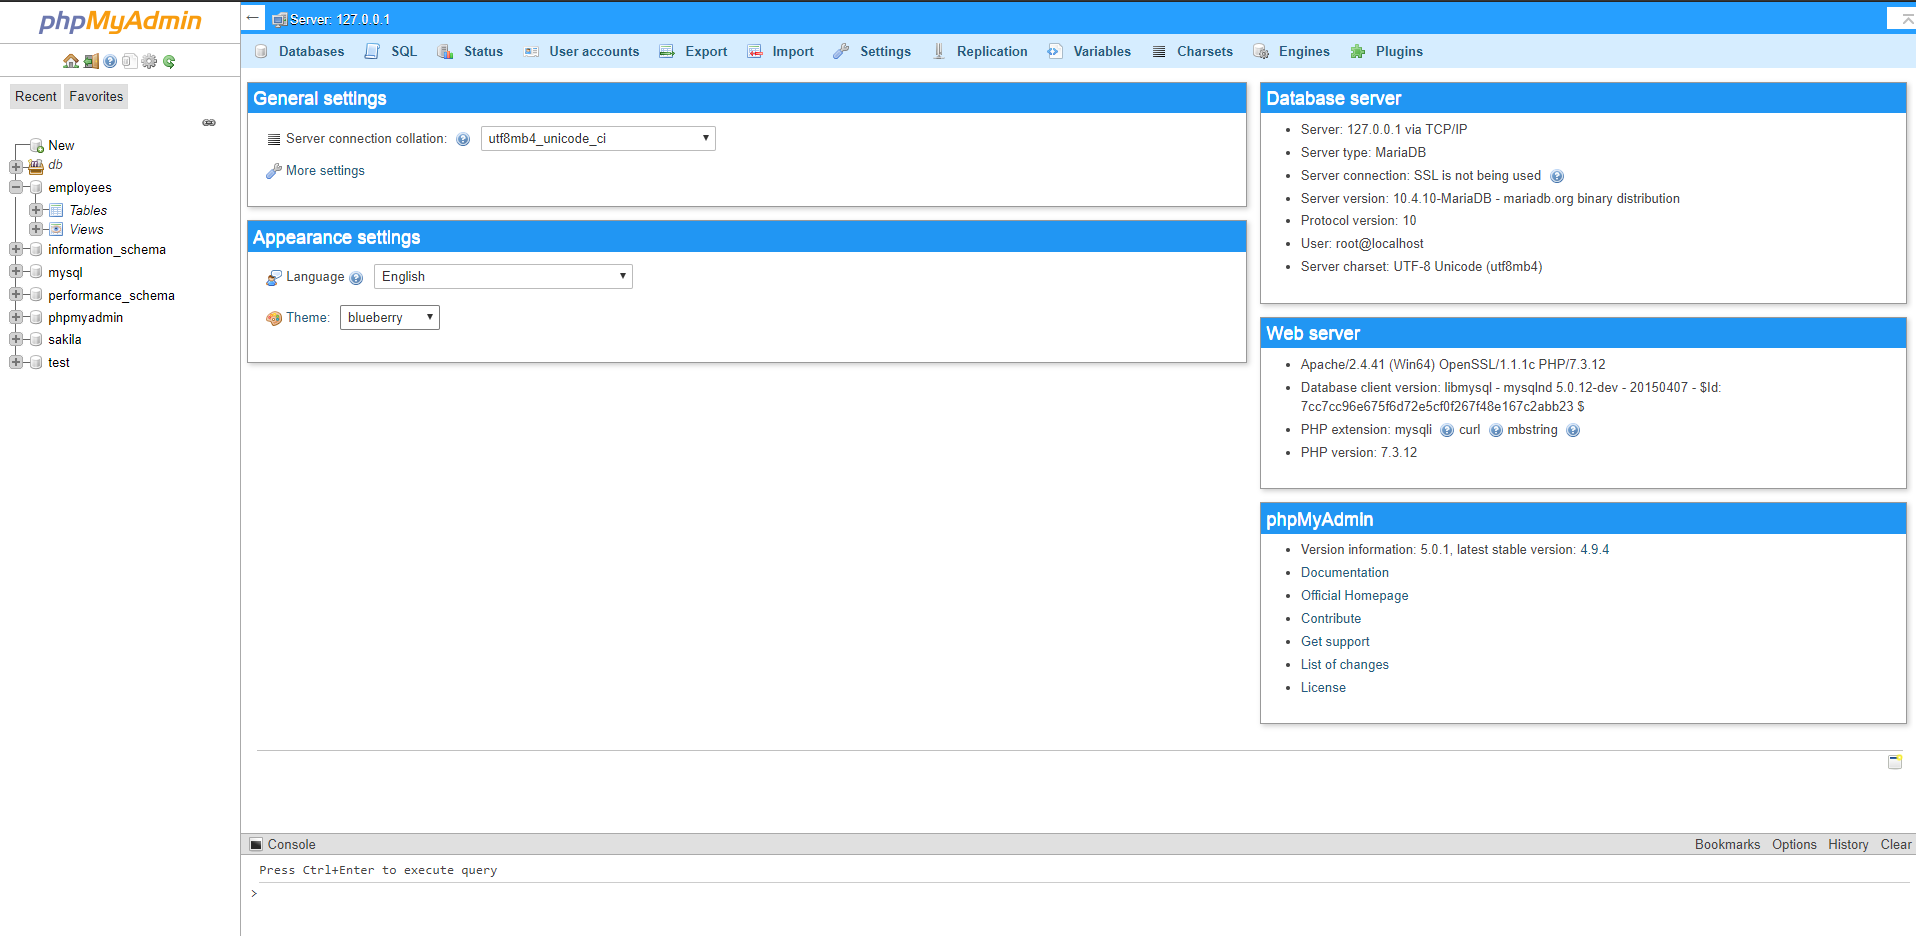 phpMyAdmin
Recent Favorites
New
db
employees
Tables
Views
information_schema
mysql
performance_schema
phpmyadmin
sakila
test
Server: 127.0.0.1
Databases SQL Status User accounts Export Import Settings Replication Variables Charsets Engines Plugins
General settings
Server connection collation: utf8mb4_unicode_ci
More settings
Appearance settings
Language English
Theme: blueberry
Database server
Server: 127.0.0.1 via TCP/IP
Server type: MariaDB
Server connection: SSL is not being used
Server version: 10.4.10-MariaDB - mariadb.org binary distribution
Protocol version: 10
User: root@localhost
Server charset: UTF-8 Unicode (utf8mb4)
Web server
Apache/2.4.41 (Win64) OpenSSL/1.1.1c PHP/7.3.12
Database client version: libmysql - mysqlnd 5.0.12-dev - 20150407 - $Id:
7cc7cc96e675f6d72e5cf0f267f48e167c2abb23 $
PHP extension: mysqli curl mbstring
PHP version: 7.3.12
phpMyAdmin
Version information: 5.0.1, latest stable version: 4.9.4
Documentation
Official Homepage
Contribute
Get support
List of changes
License
Console Bookmarks Options History Clear
Press Ctrl+Enter to execute query
>